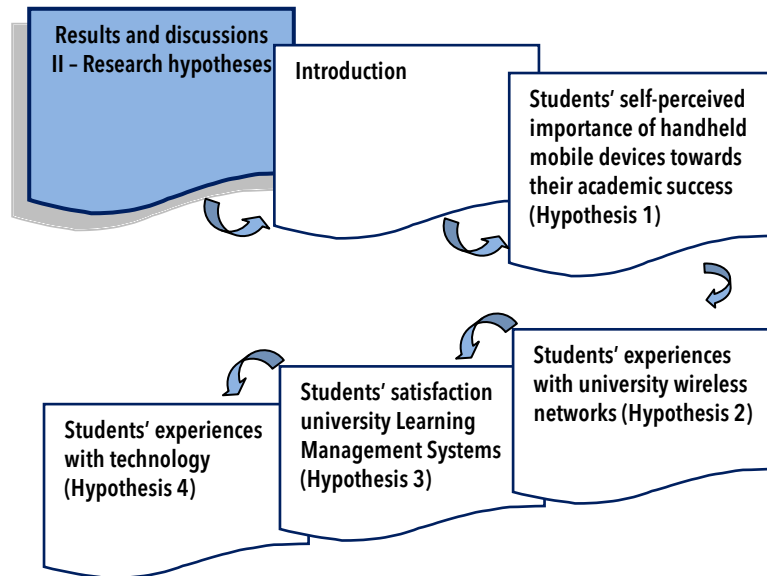 Results and discussions
II – Research hypotheses
Introduction
Students’ self-perceived
importance of handheld
mobile devices towards
their academic success
(Hypothesis 1)
Students’ experiences
with university wireless
networks (Hypothesis 2)
Students’ satisfaction
university Learning
Management Systems
(Hypothesis 3)
Students’ experiences
with technology
(Hypothesis 4)